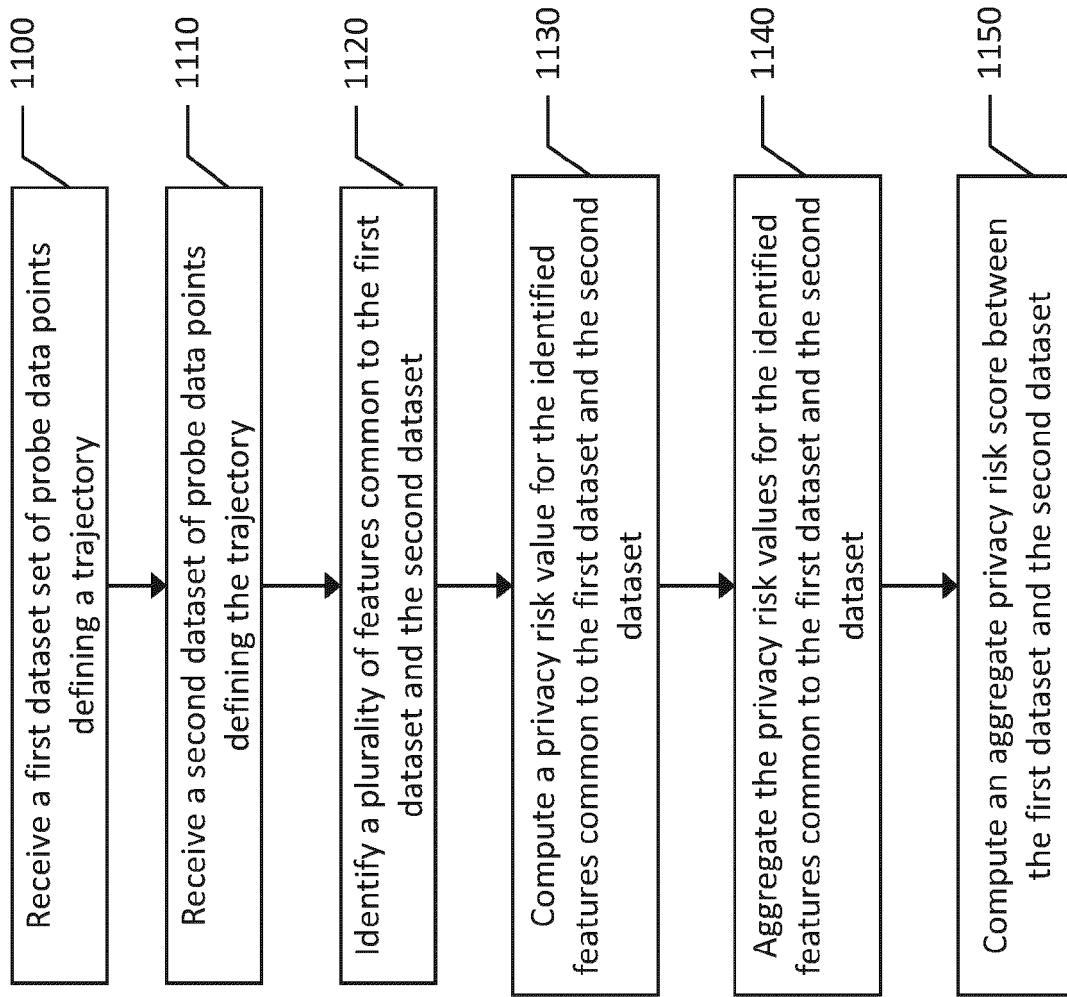 Receive a first dataset set of probe data points
defining a trajectory
1100
Receive a second dataset of probe data points
defining the trajectory
1110
Identify a plurality of features common to the first
dataset and the second dataset
1120
Compute a privacy risk value for the identified
features common to the first dataset and the second
dataset
1130
Aggregate the privacy risk values for the identified
features common to the first dataset and the second
dataset
1140
Compute an aggregate privacy risk score between
the first dataset and the second dataset
1150